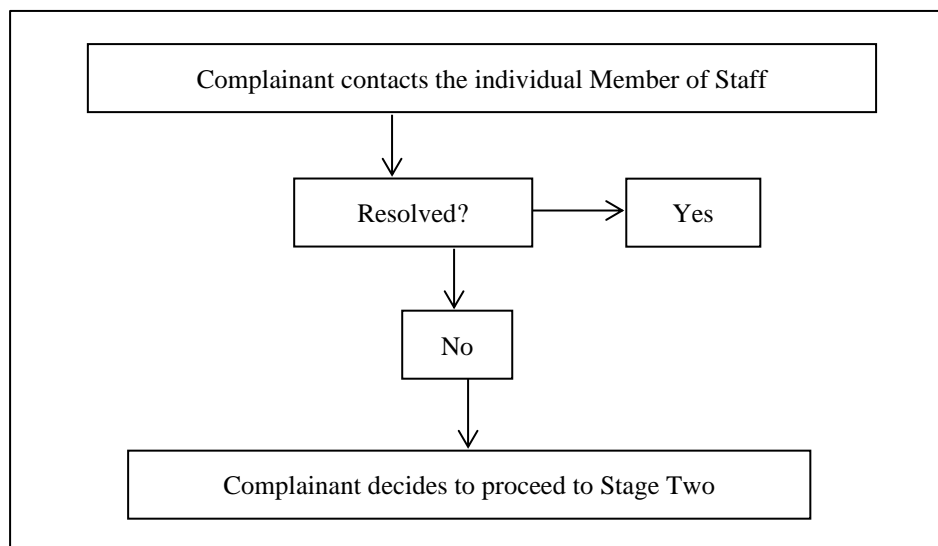 Complainant contacts the individual Member of Staff
Resolved?
Yes
No
Complainant decides to proceed to Stage Two